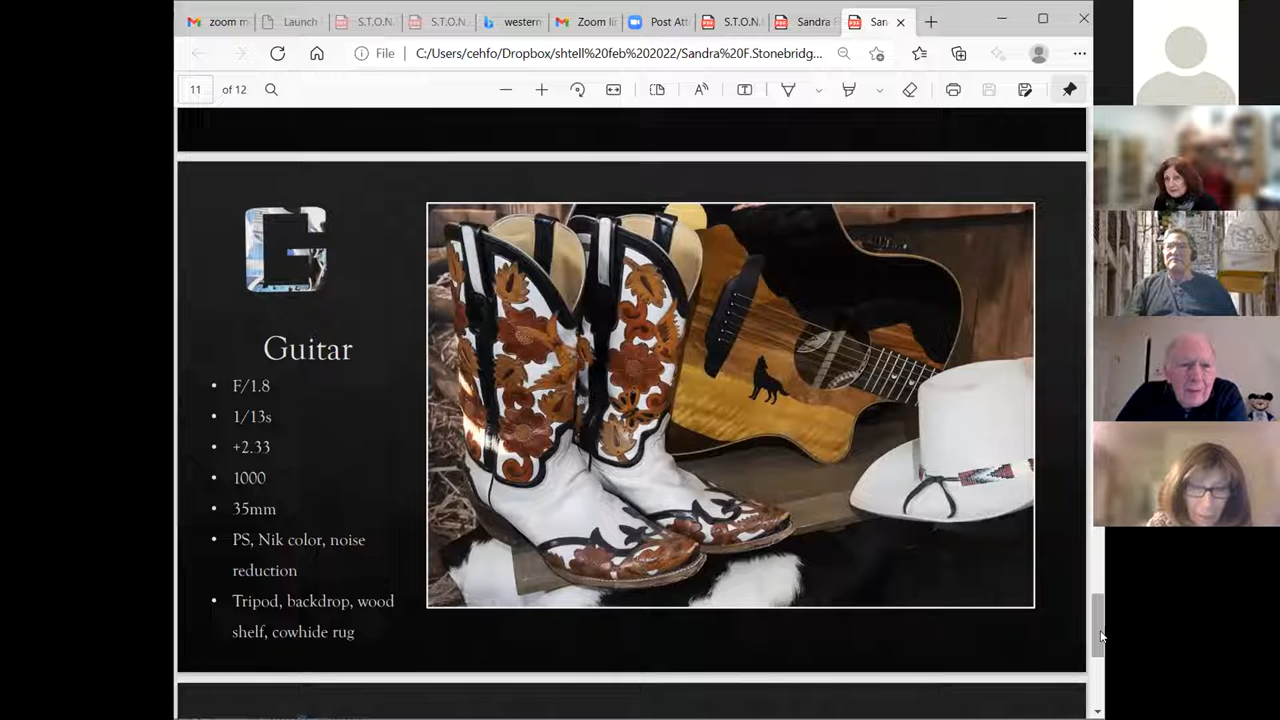 zoom m
Launch
S.T.O.N.
S.T.O.N.
western
Zoom li
Post Att
S.T.O.N.
Sandra F
San
File
C:/Users/cehfo/Dropbox/shtell%20feb%202022/Sandra%20F.Stonebridg...
11
of 12
G
Guitar
• F/1.8
• 1/13s
• +2.33
• 1000
• 35mm
• PS, Nik color, noise
reduction
• Tripod, backdrop, wood
shelf, cowhide rug